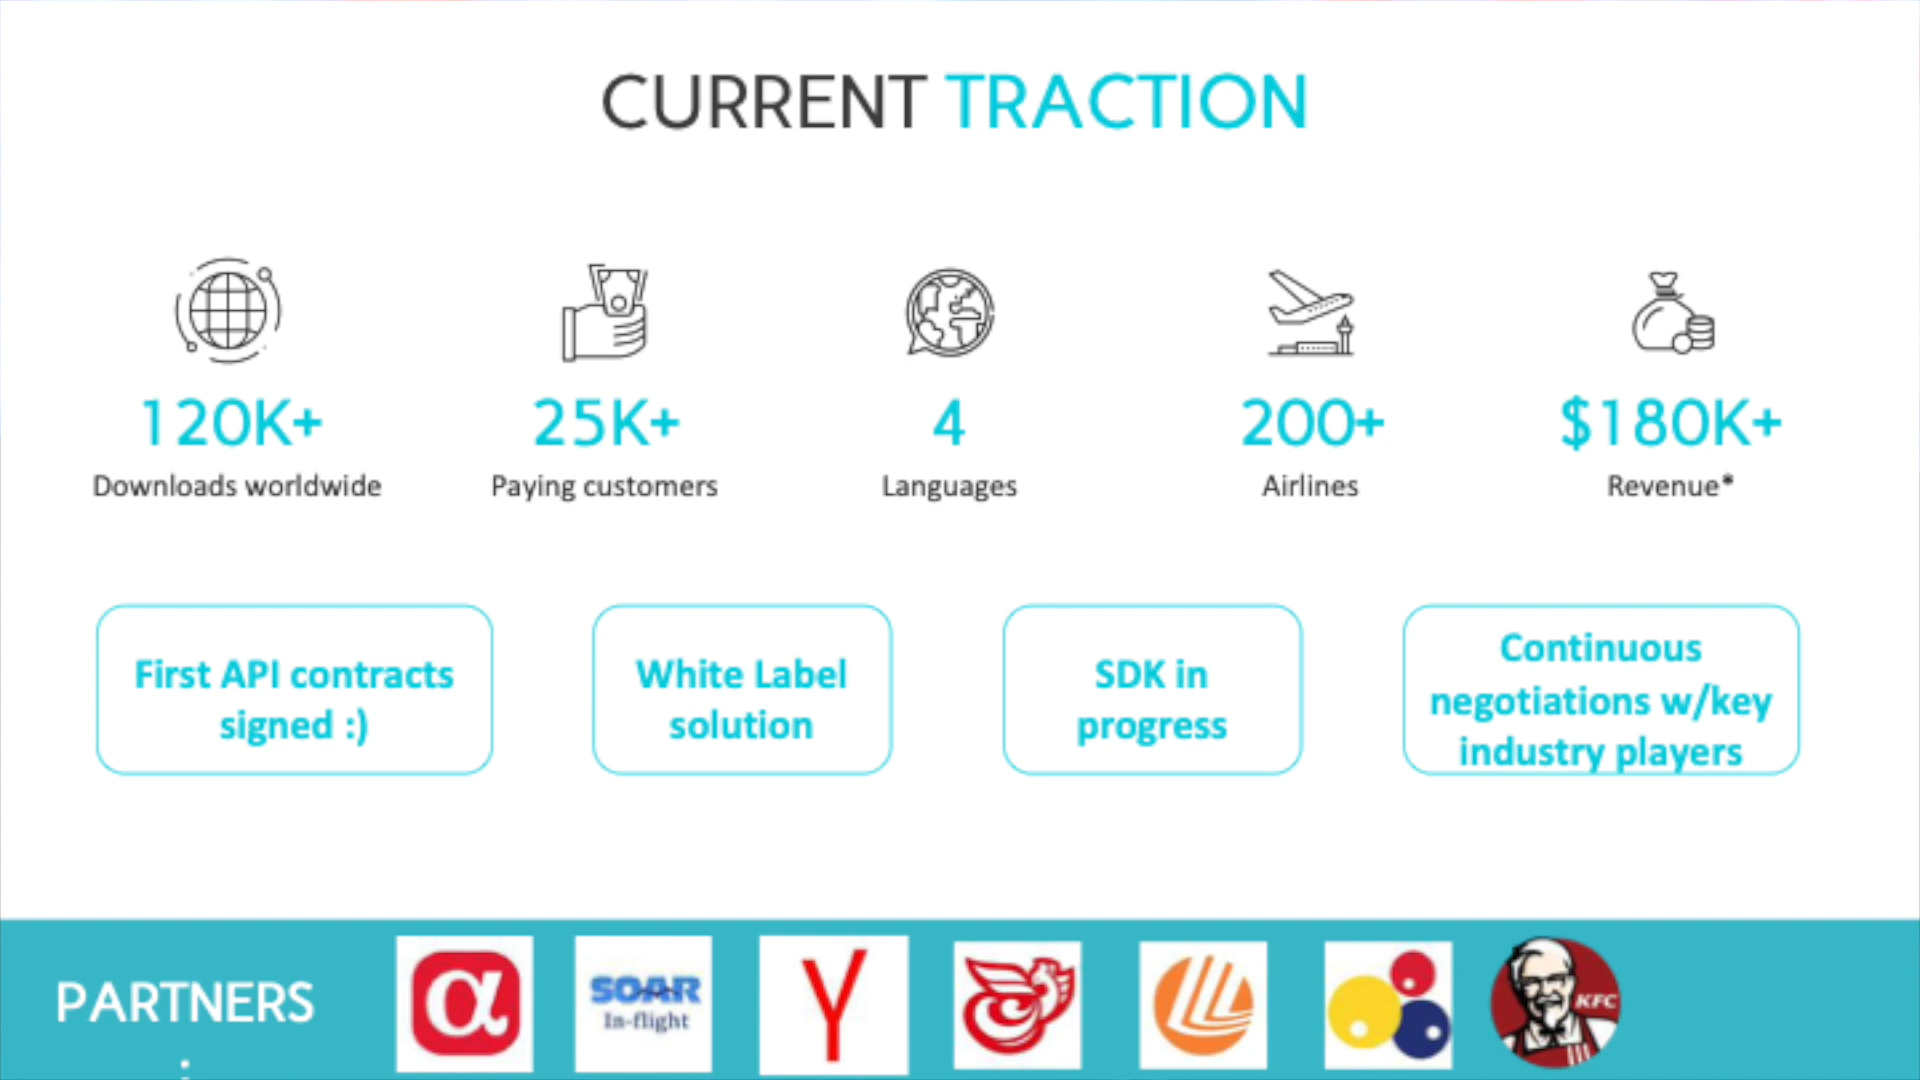 CURRENT TRACTION
120K+
Downloads worldwide
25K+
Paying customers
4
Languages
200+
Airlines
$180K+
Revenue*
First API contracts
signed :)
White Label
solution
SDK in
progress
Continuous
negotiations w/key
industry players
PARTNERS
:
α
SOAR
In-flight
Y
KFC